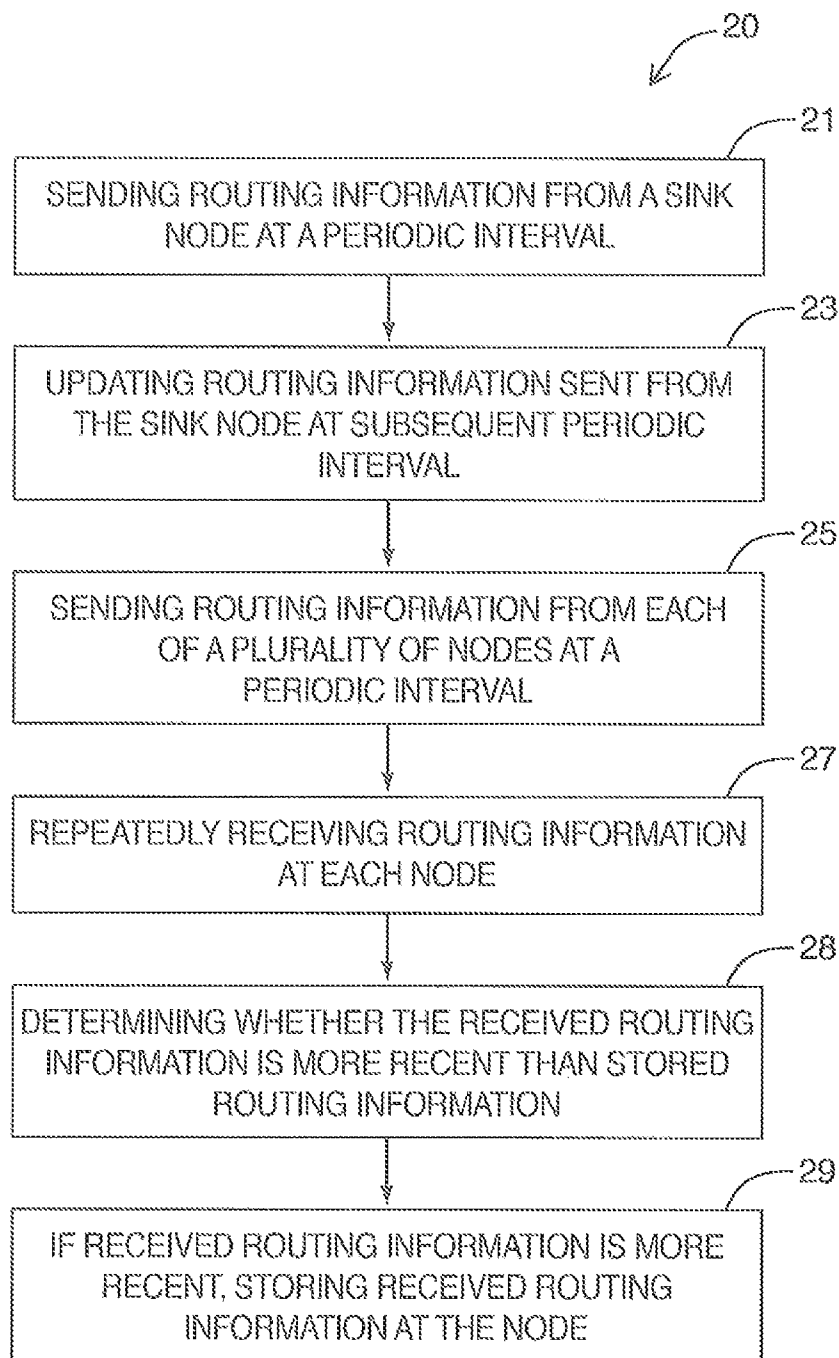 20
21
SENDING ROUTING INFORMATION FROM A SINK
NODE AT A PERIODIC INTERVAL
23
UPDATING ROUTING INFORMATION SENT FROM
THE SINK NODE AT SUBSEQUENT PERIODIC
INTERVAL
25
SENDING ROUTING INFORMATION FROM EACH
OF A PLURALITY OF NODES AT A
PERIODIC INTERVAL
27
REPEATEDLY RECEIVING ROUTING INFORMATION
AT EACH NODE
28
DETERMINING WHETHER THE RECEIVED ROUTING
INFORMATION IS MORE RECENT THAN STORED
ROUTING INFORMATION
29
IF RECEIVED ROUTING INFORMATION IS MORE
RECENT, STORING RECEIVED ROUTING
INFORMATION AT THE NODE